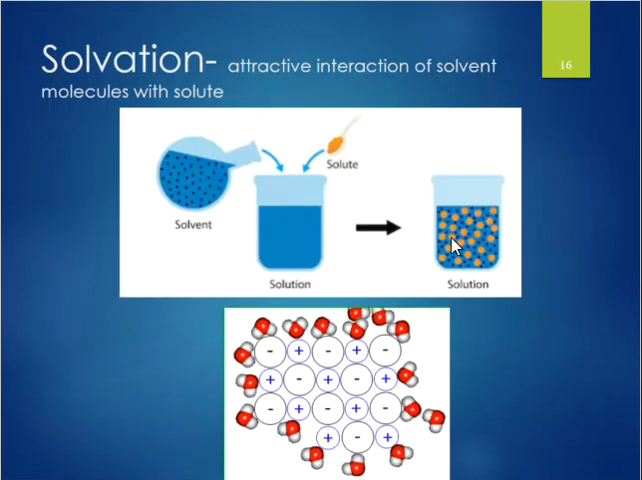 Solvation- attractive interaction of solvent
molecules with solute
16
Solute
Solvent
Solution
Solution
- + - + -
+ - + - +
- + - + -
+ - +